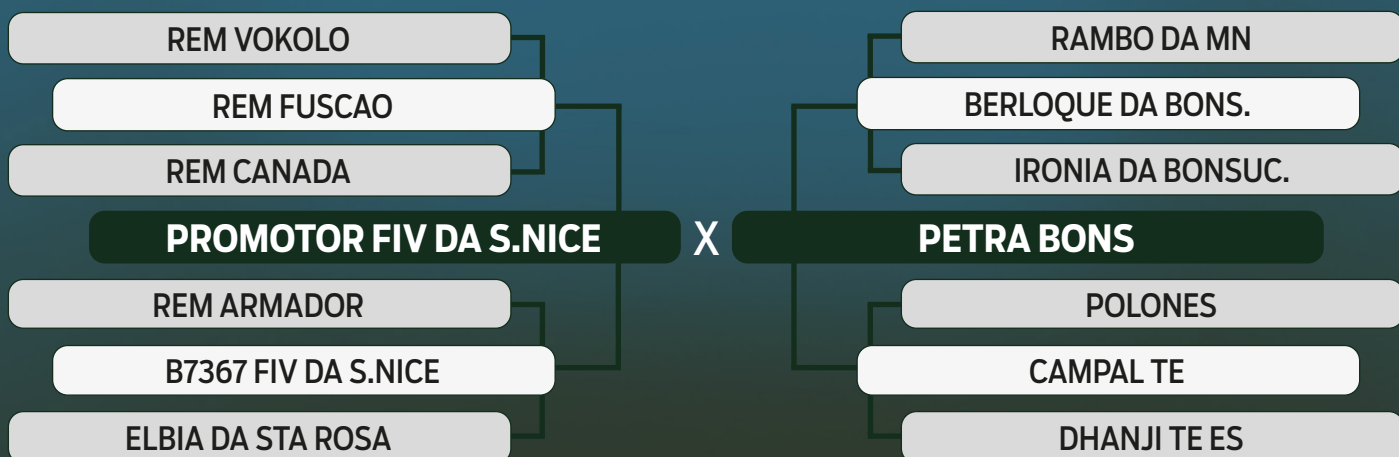 REM VOKOLO
REM FUSCAO
REM CANADA
PROMOTOR FIV DA S.NICE
REM ARMADOR
B7367 FIV DA S.NICE
ELBIA DA STA ROSA
X
RAMBO DA MN
BERLOQUE DA BONS.
IRONIA DA BONSUC.
PETRA BONS
POLONES
CAMPAL TE
DHANJI TE ES